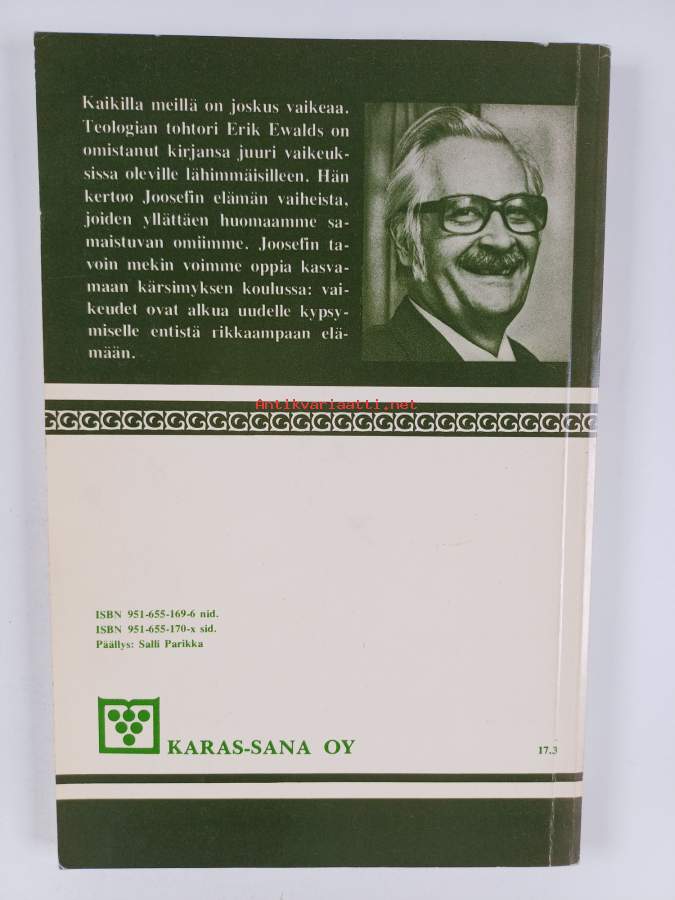 Kaikilla meillä on joskus vaikeaa.
Teologian tohtori Erik Ewalds on
omistanut kirjansa juuri vaikeuk-
sissa oleville lähimmäisilleen. Hän
kertoo Joosefin elämän vaiheista,
joiden yllättäen huomaamme sa-
maistuvan omiimme. Joosefin ta-
voin mekin voimme oppia kasva-
maan kärsimyksen koulussa: vai-
keudet ovat alkua uudelle kypsy-
miselle entistä rikkaampaan elä-
mään.
Antikvariaatti.net
ISBN 951-655-169-6 nid.
ISBN 951-655-170-x sid.
Päällys: Salli Parikka
KARAS-SANA OY
17.3